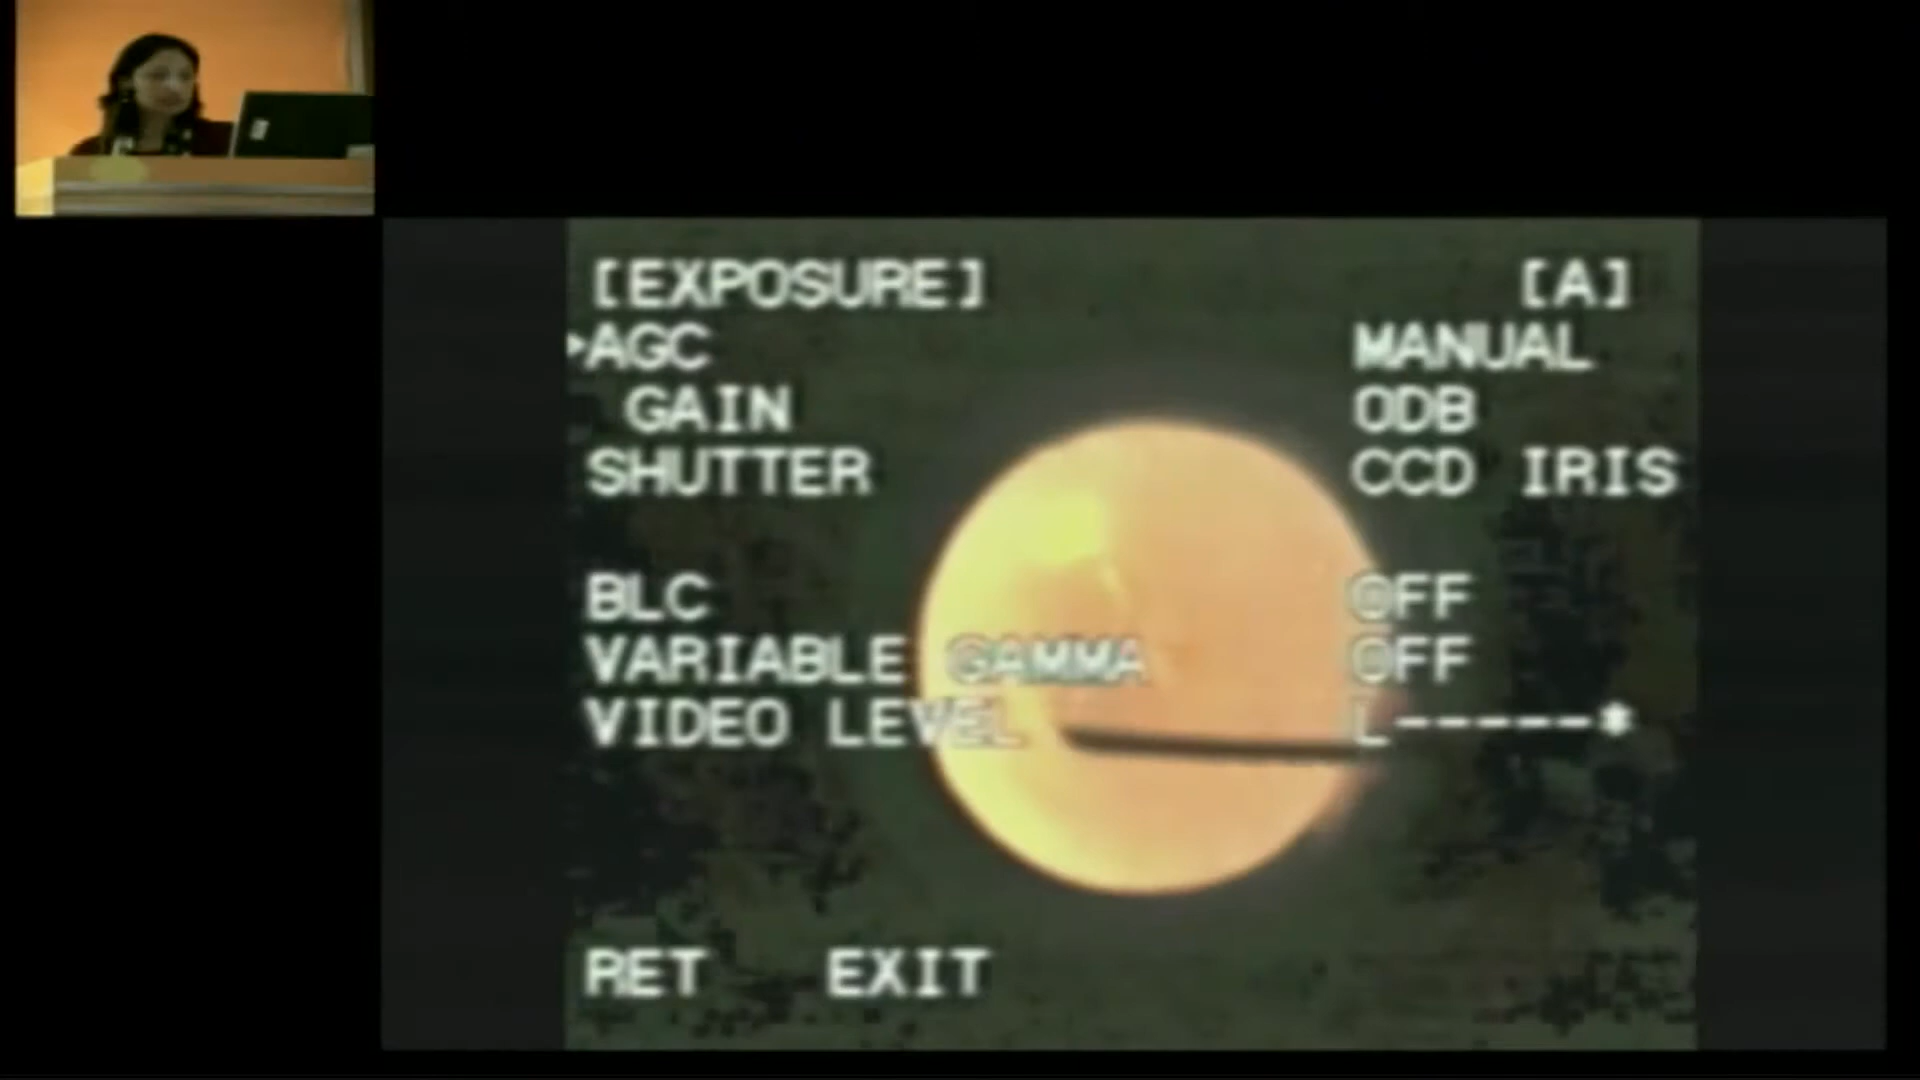 [EXPOSURE] [A]
▸AGC MANUAL
GAIN 0DB
SHUTTER CCD IRIS
BLC OFF
VARIABLE GAMMA OFF
VIDEO LEVEL L-----*
RET EXIT